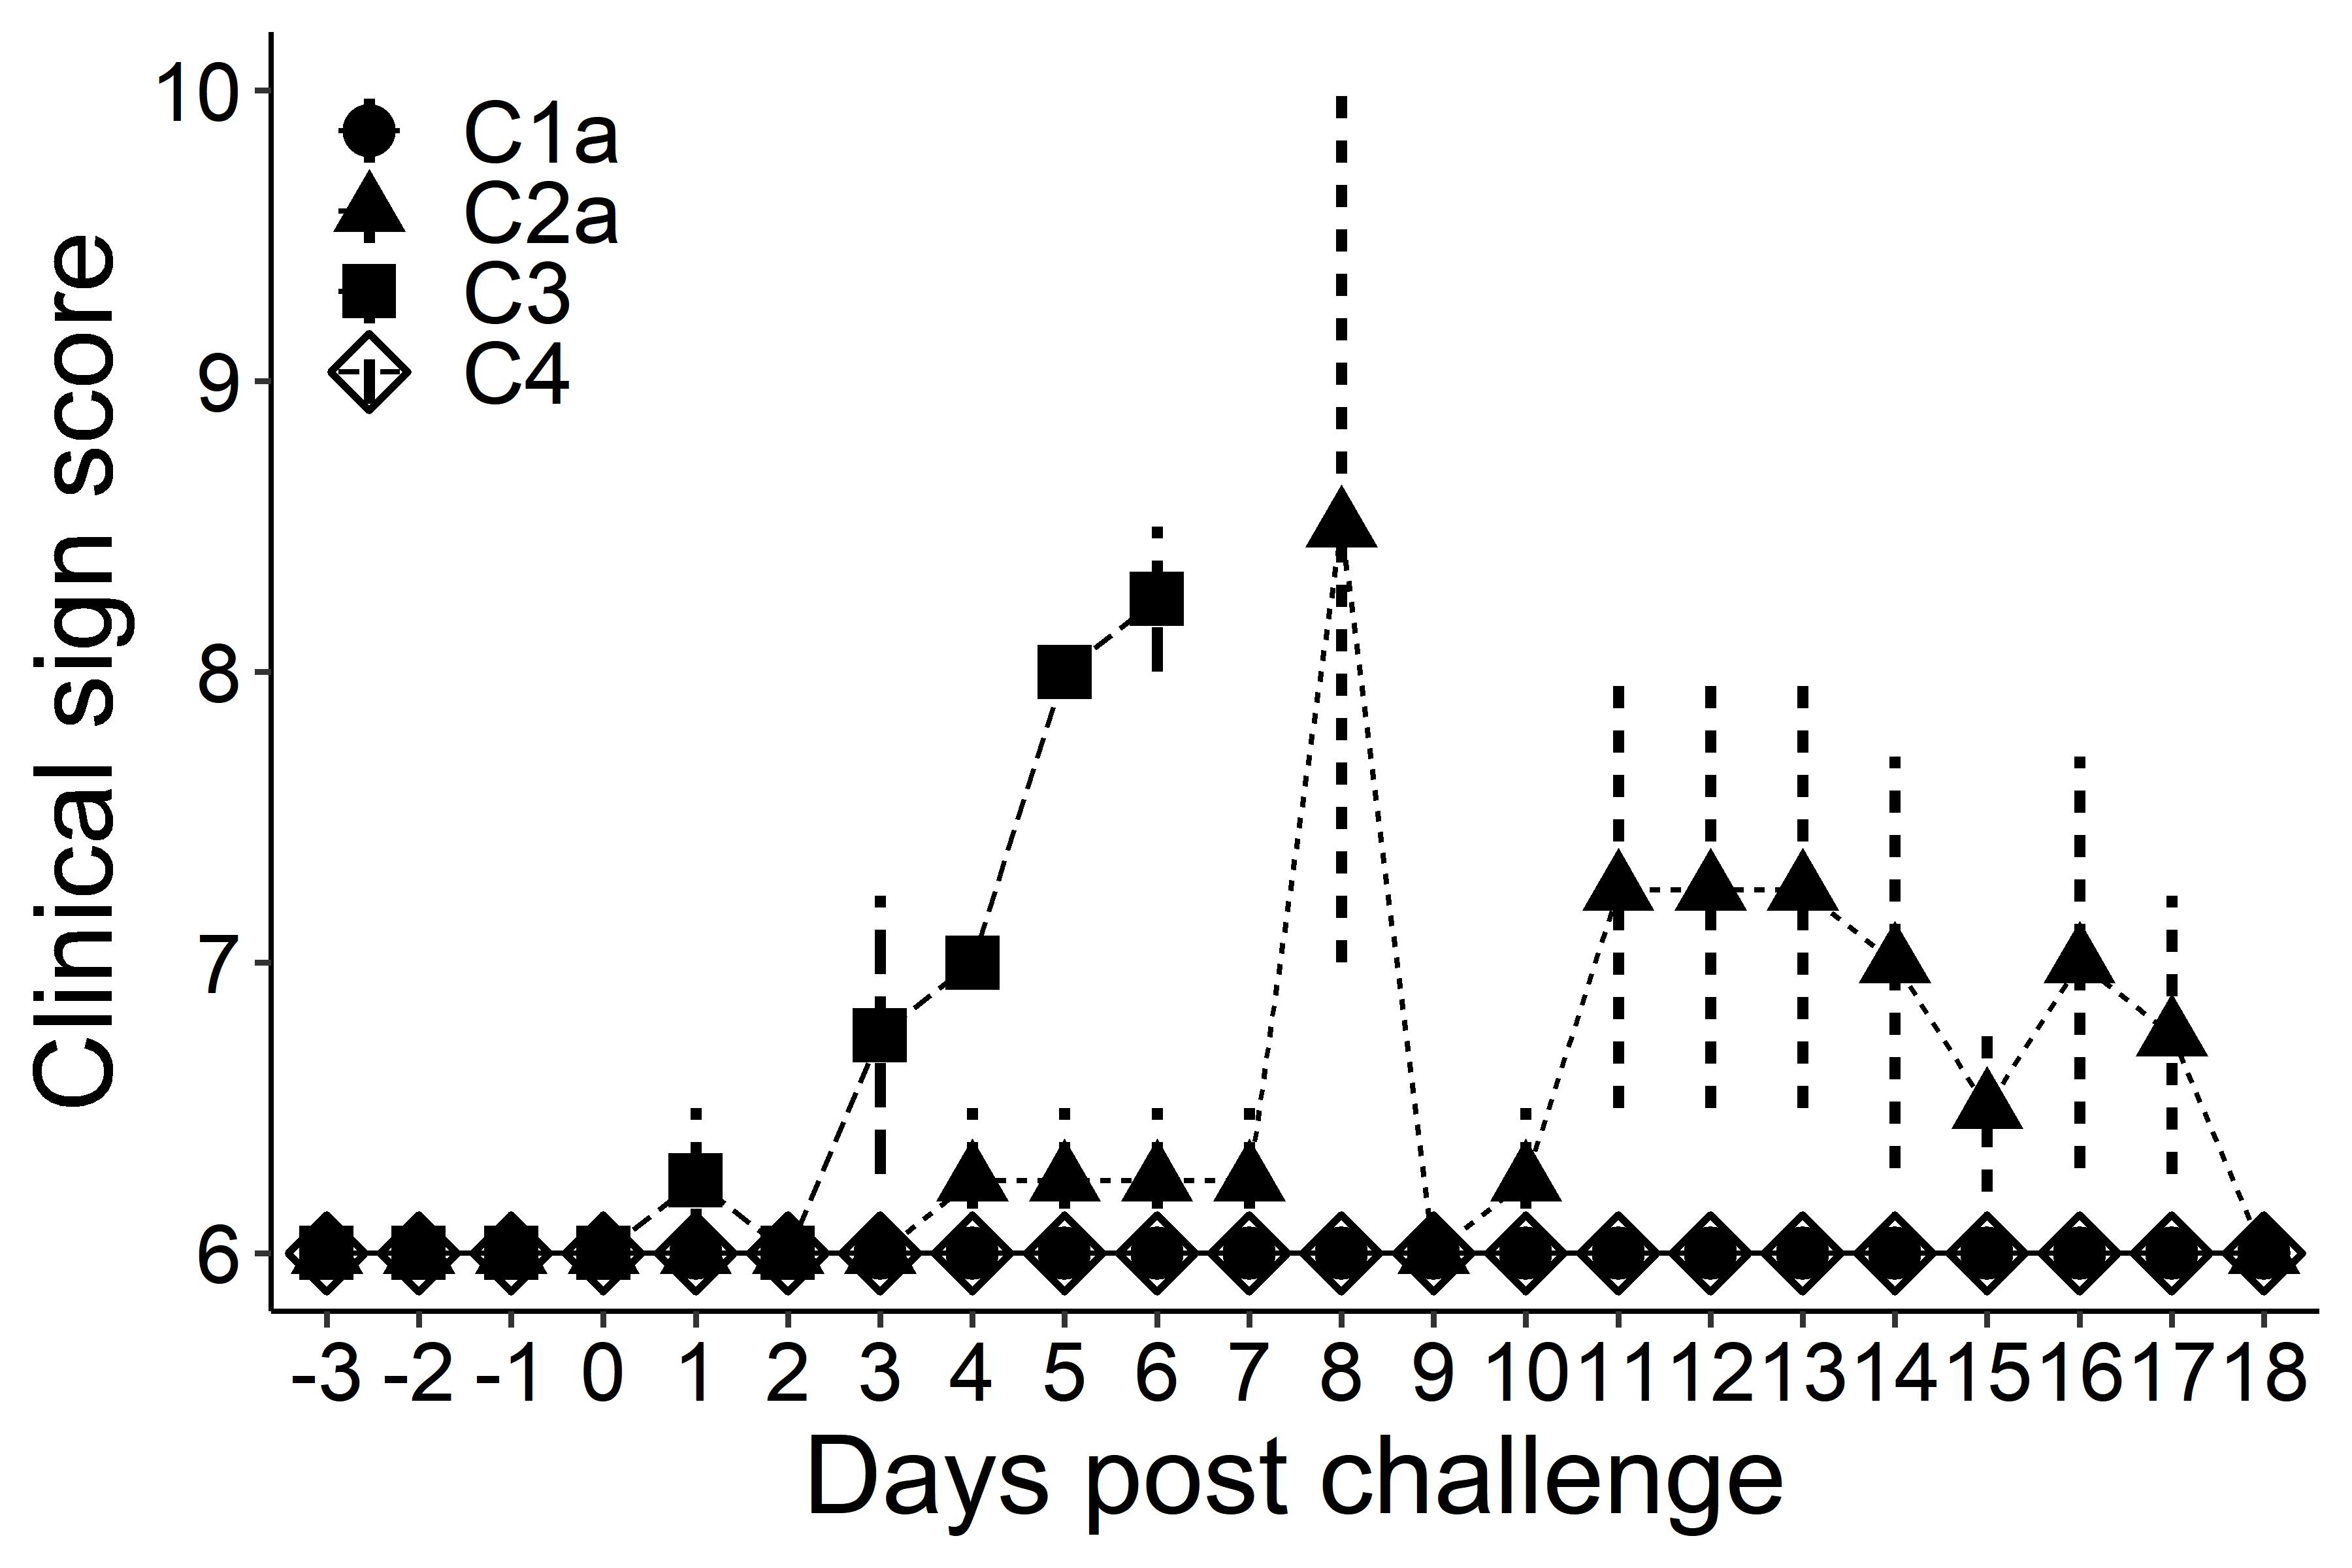 Clinical sign score
10
9
8
7
6
C1a
C2a
C3
C4
-3 -2 -1 0 1 2 3 4 5 6 7 8 9 10 11 12 13 14 15 16 17 18
Days post challenge